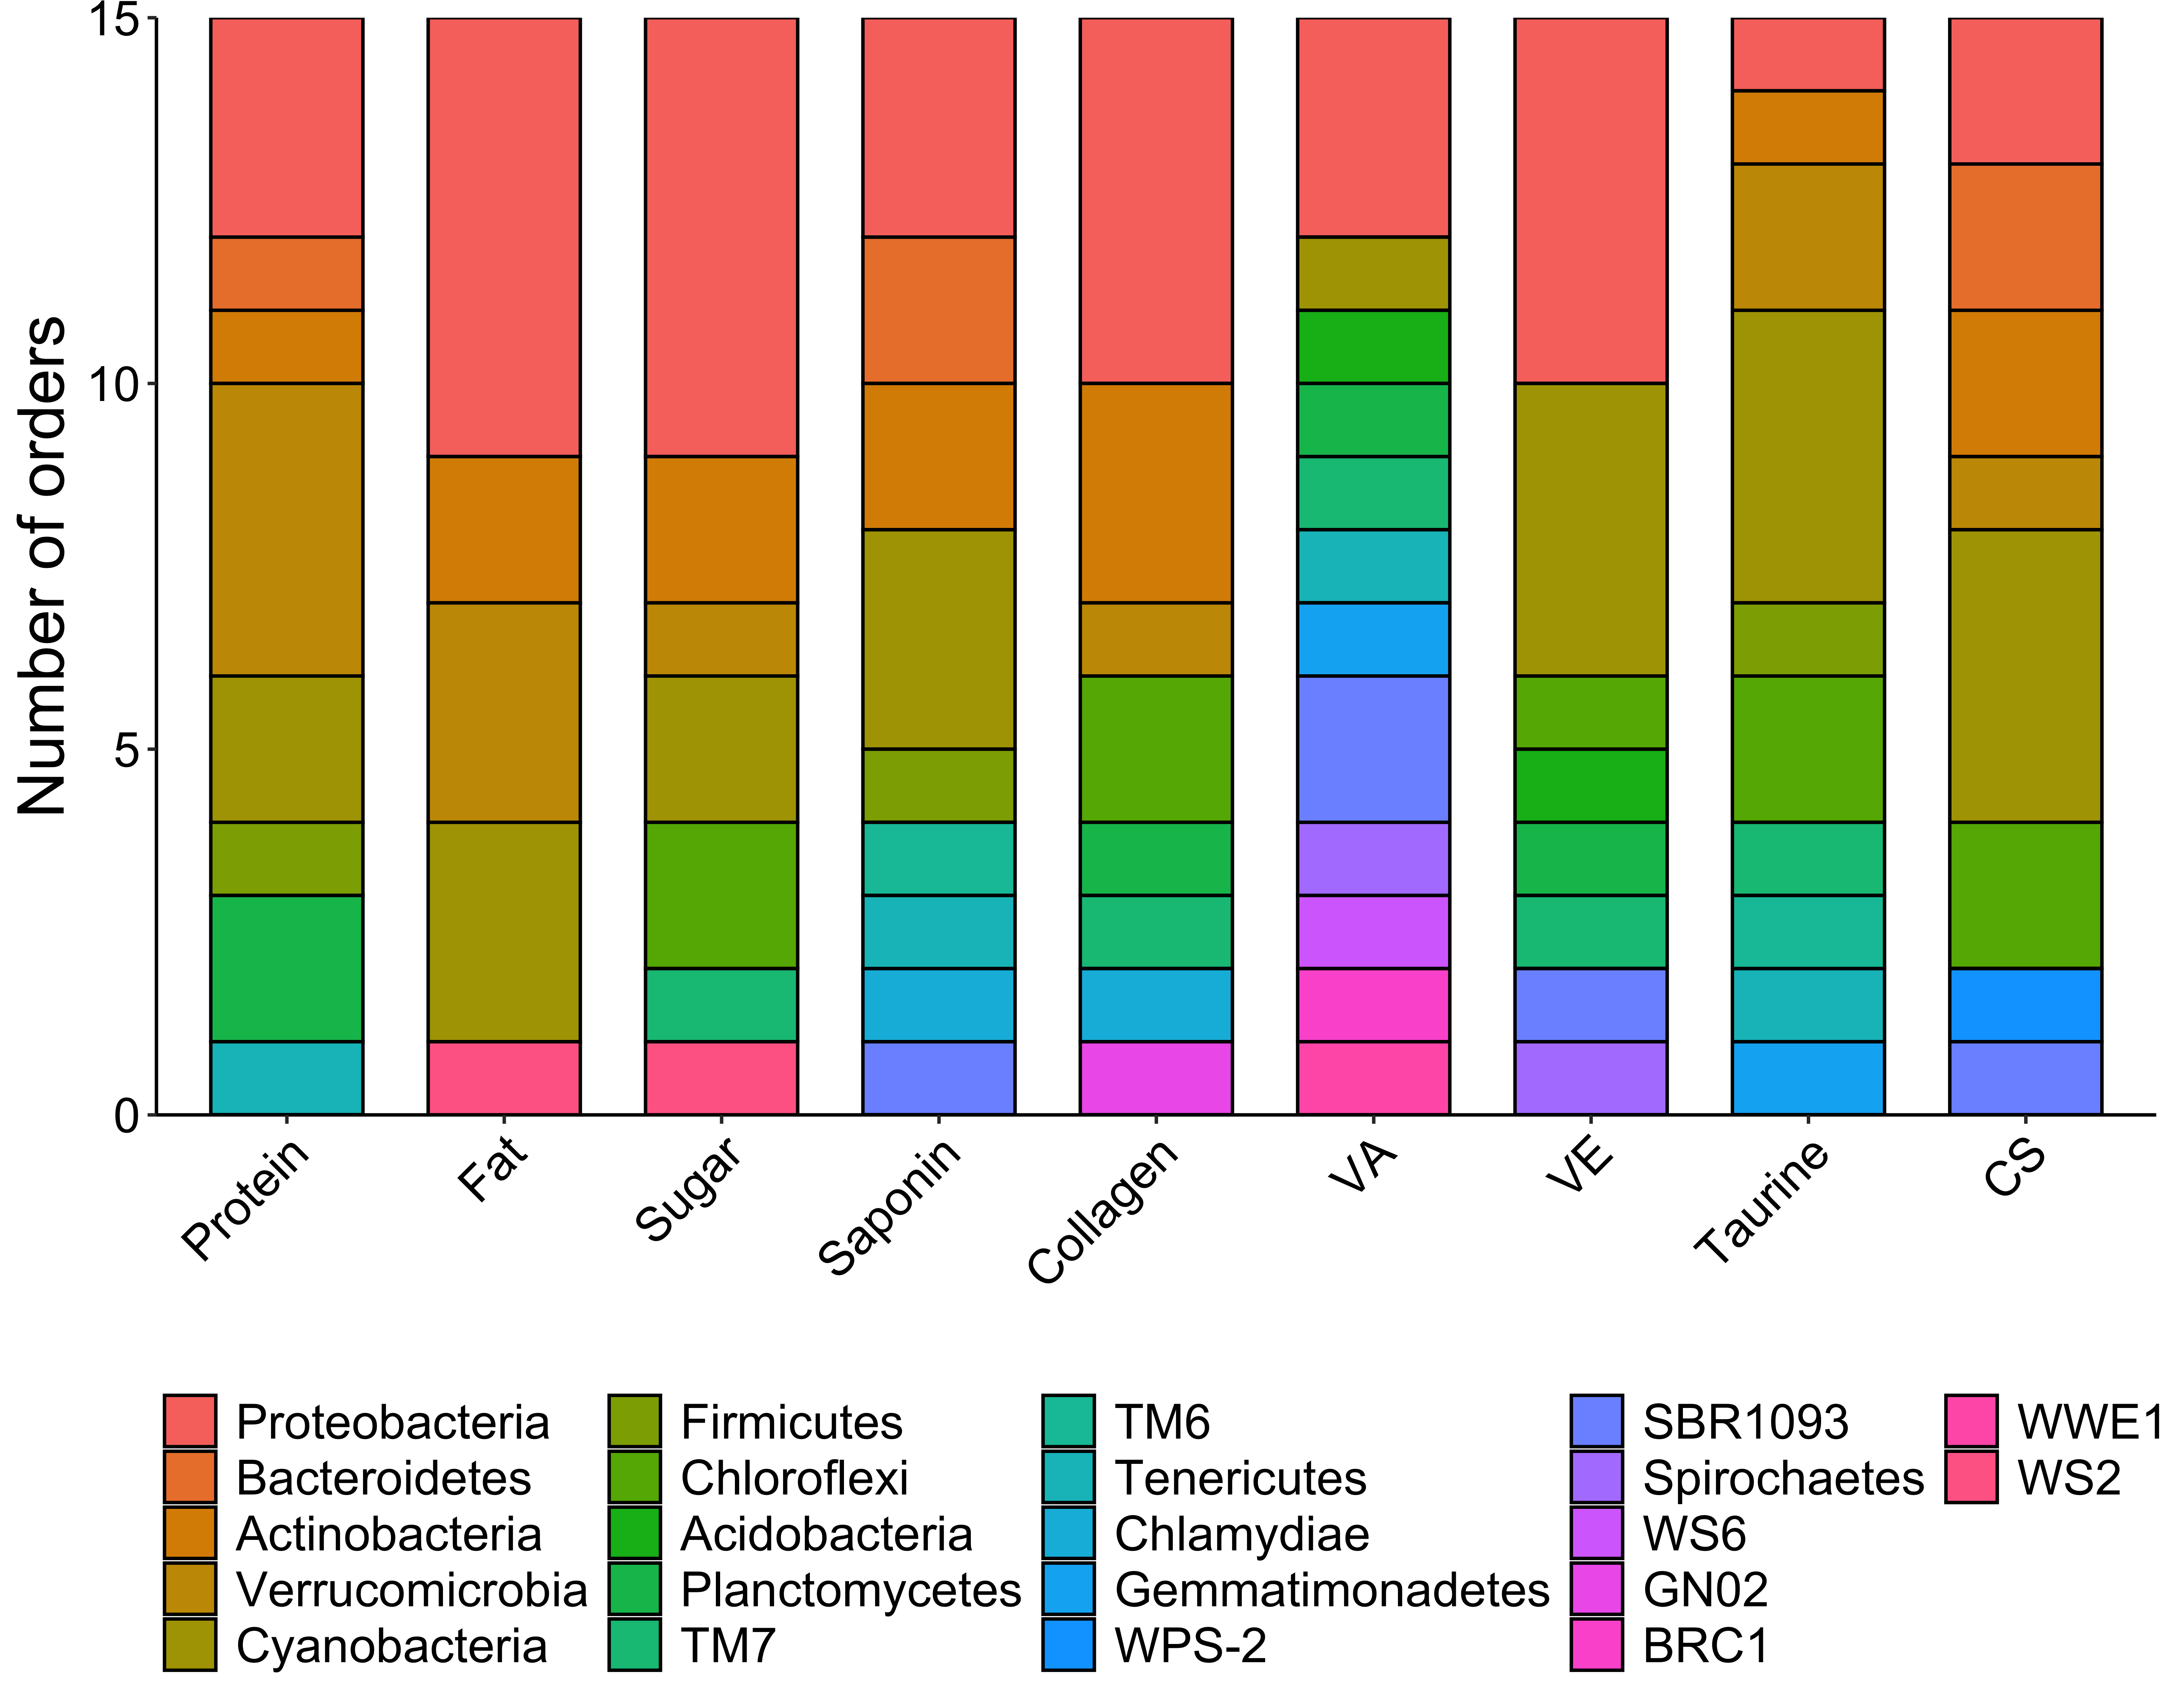 Number of orders
15
10
5
0
Protein
Fat
Sugar
Saponin
Collagen
VA
VE
Taurine
CS
Proteobacteria
Bacteroidetes
Actinobacteria
Verrucomicrobia
Cyanobacteria
Firmicutes
Chloroflexi
Acidobacteria
Planctomycetes
TM7
TM6
Tenericutes
Chlamydiae
Gemmatimonadetes
WPS-2
SBR1093
Spirochaetes
WS6
GN02
BRC1
WWE1
WS2